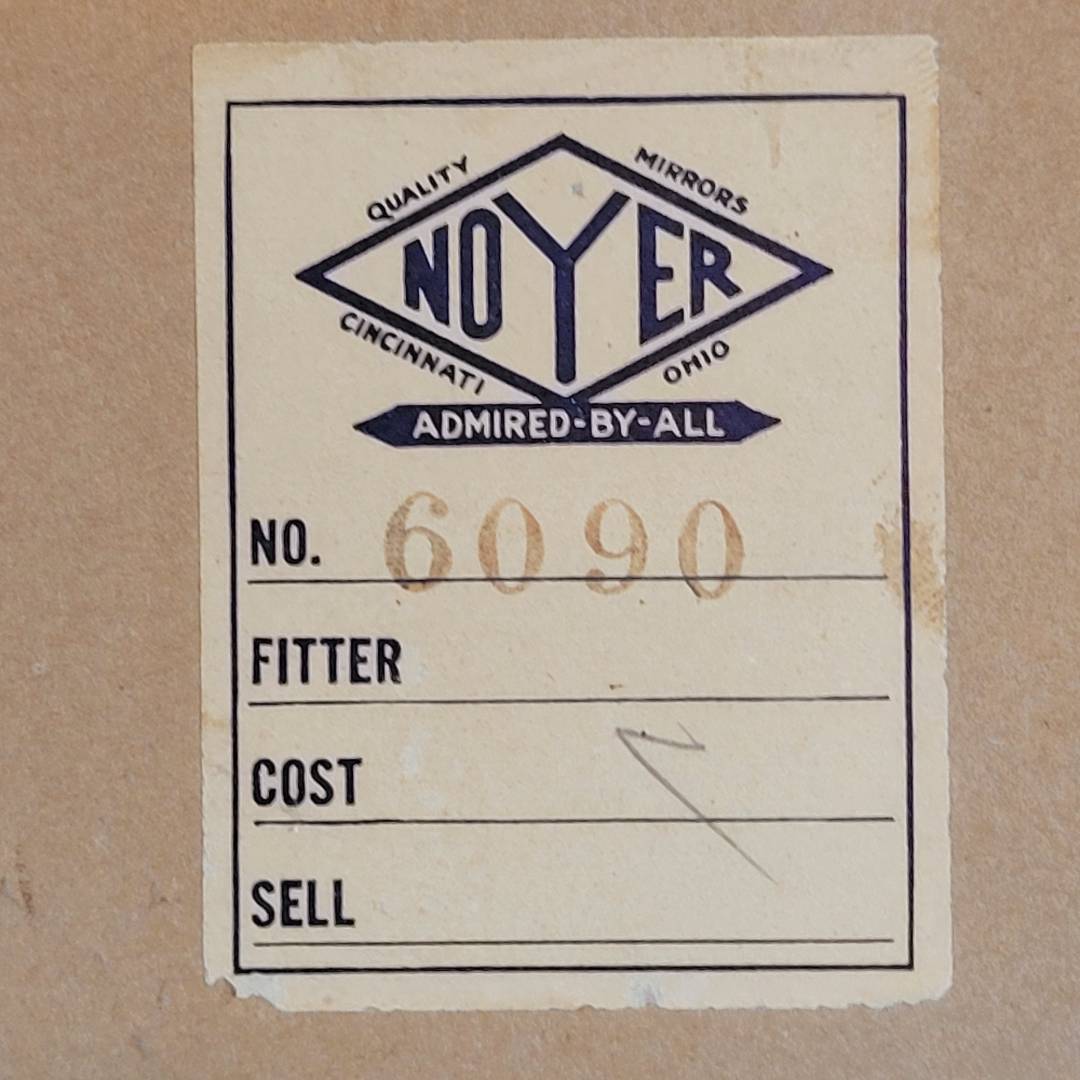 QUALITY MIRRORS
NOYER
CINCINNATI OHIO
ADMIRED-BY-ALL
NO. 6090
FITTER
COST
SELL